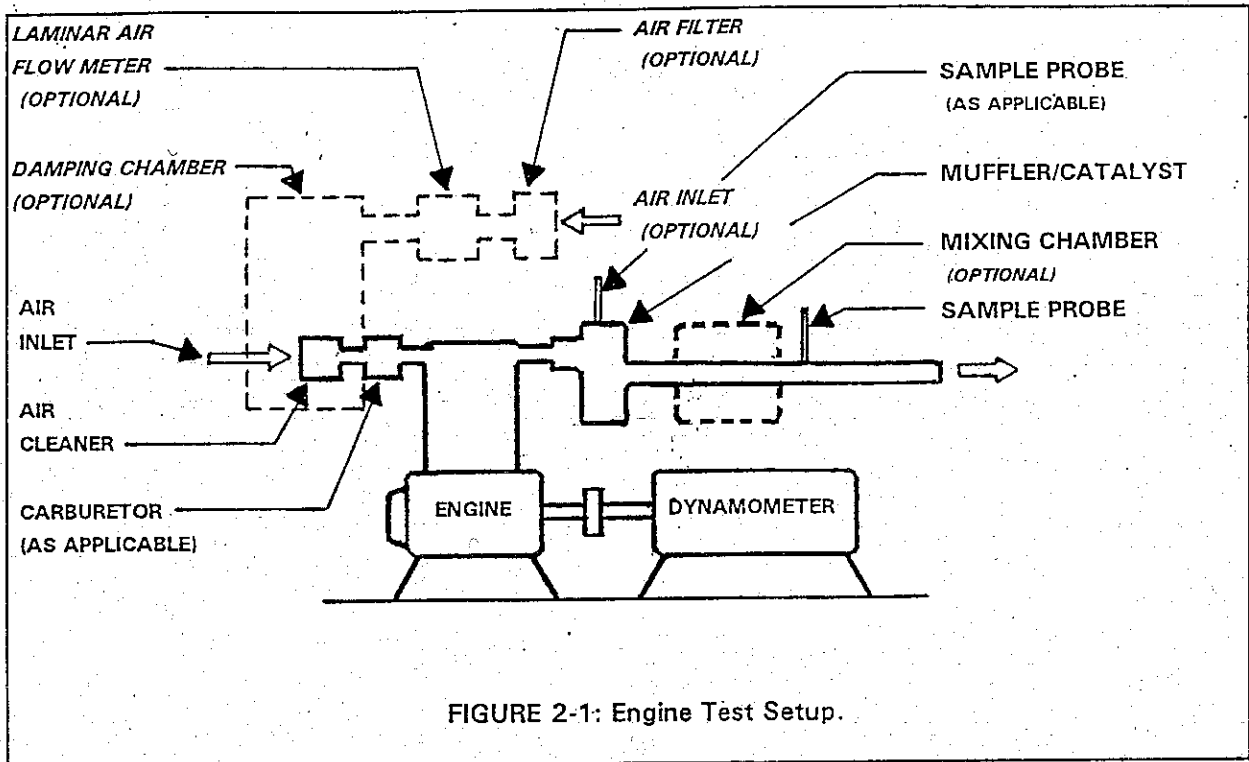 LAMINAR AIR
FLOW METER
(OPTIONAL)
AIR FILTER
(OPTIONAL)
SAMPLE PROBE
(AS APPLICABLE)
DAMPING CHAMBER
(OPTIONAL)
MUFFLER/CATALYST
AIR INLET
(OPTIONAL)
MIXING CHAMBER
(OPTIONAL)
SAMPLE PROBE
AIR
INLET
AIR
CLEANER
CARBURETOR
(AS APPLICABLE)
ENGINE
DYNAMOMETER
FIGURE 2-1: Engine Test Setup.